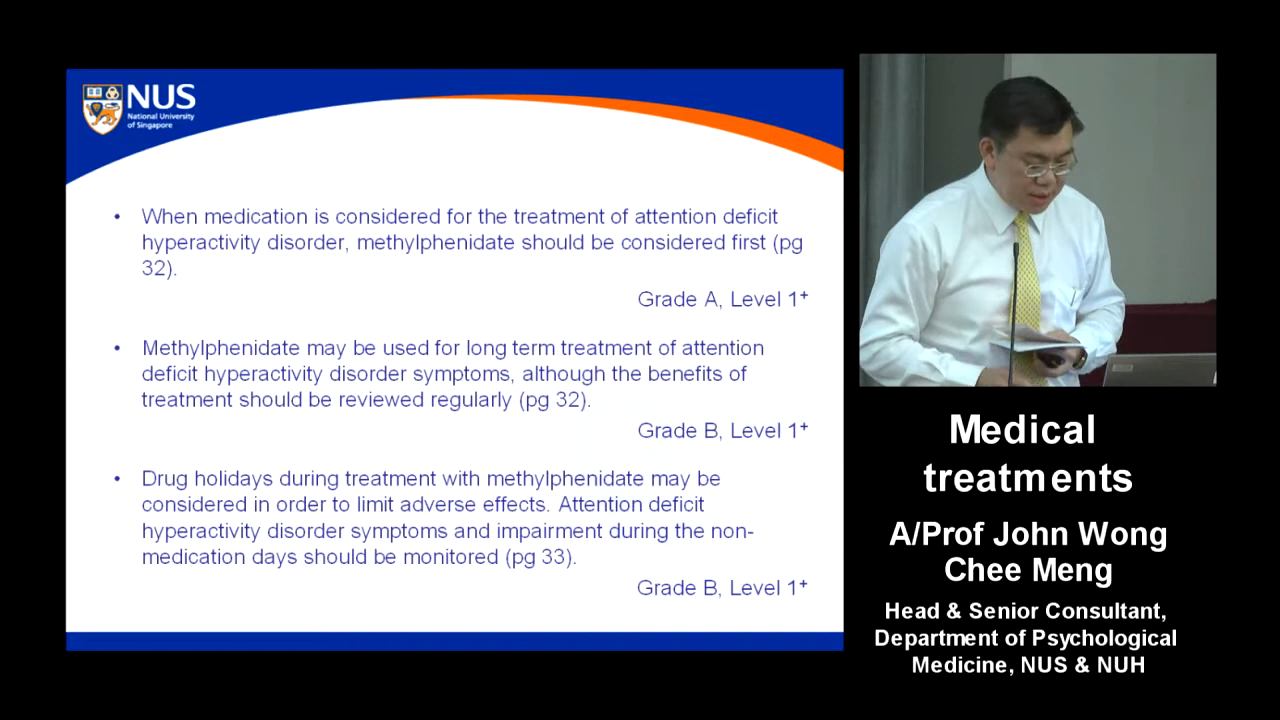 NUS
National University
of Singapore
• When medication is considered for the treatment of attention deficit
hyperactivity disorder, methylphenidate should be considered first (pg
32).
Grade A, Level 1⁺
• Methylphenidate may be used for long term treatment of attention
deficit hyperactivity disorder symptoms, although the benefits of
treatment should be reviewed regularly (pg 32).
Grade B, Level 1⁺
• Drug holidays during treatment with methylphenidate may be
considered in order to limit adverse effects. Attention deficit
hyperactivity disorder symptoms and impairment during the non-
medication days should be monitored (pg 33).
Grade B, Level 1⁺
Medical
treatments
A/Prof John Wong
Chee Meng
Head & Senior Consultant,
Department of Psychological
Medicine, NUS & NUH